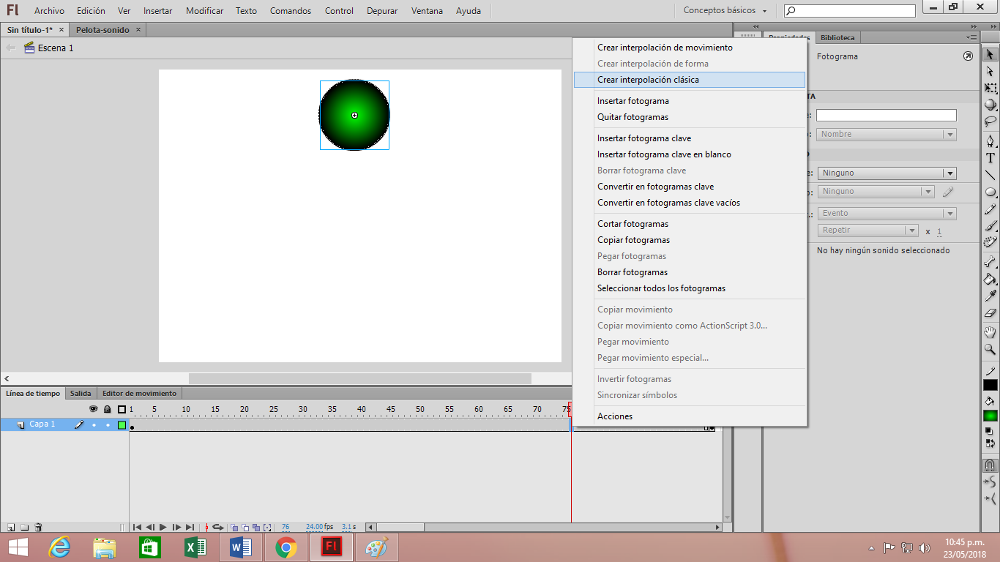 Fl Archivo Edición Ver Insertar Modificar Texto Comandos Control Depurar Ventana Ayuda Conceptos básicos
Sin título-1* × Pelota-sonido ×
Escena 1
Propiedades Biblioteca
Fotograma
Crear interpolación de movimiento
Crear interpolación de forma
Crear interpolación clásica
Insertar fotograma
Quitar fotogramas
Insertar fotograma clave
Insertar fotograma clave en blanco
Borrar fotograma clave
Convertir en fotogramas clave
Convertir en fotogramas clave vacíos
Cortar fotogramas
Copiar fotogramas
Pegar fotogramas
Borrar fotogramas
Seleccionar todos los fotogramas
Copiar movimiento
Copiar movimiento como ActionScript 3.0...
Pegar movimiento
Pegar movimiento especial...
Invertir fotogramas
Sincronizar símbolos
Acciones
TA
Nombre
Ninguno
Ninguno
Evento
Repetir x 1
No hay ningún sonido seleccionado
T
Línea de tiempo Salida Editor de movimiento
1 5 10 15 20 25 30 35 40 45 50 55 60 65 70 75
Capa 1
76 24.00 fps 3.1 s
Fl
10:45 p.m.
23/05/2018